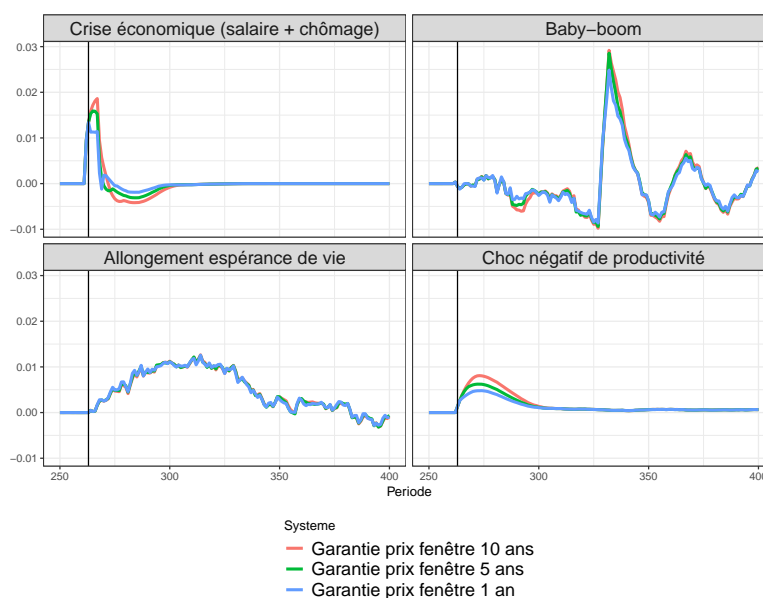 Crise économique (salaire + chômage)
Baby−boom
0.03
0.02
0.01
0.00
−0.01
Allongement espérance de vie
Choc négatif de productivité
0.03
0.02
0.01
0.00
−0.01
250 300 350 400 250 300 350 400
Periode
Systeme
Garantie prix fenêtre 10 ans
Garantie prix fenêtre 5 ans
Garantie prix fenêtre 1 an